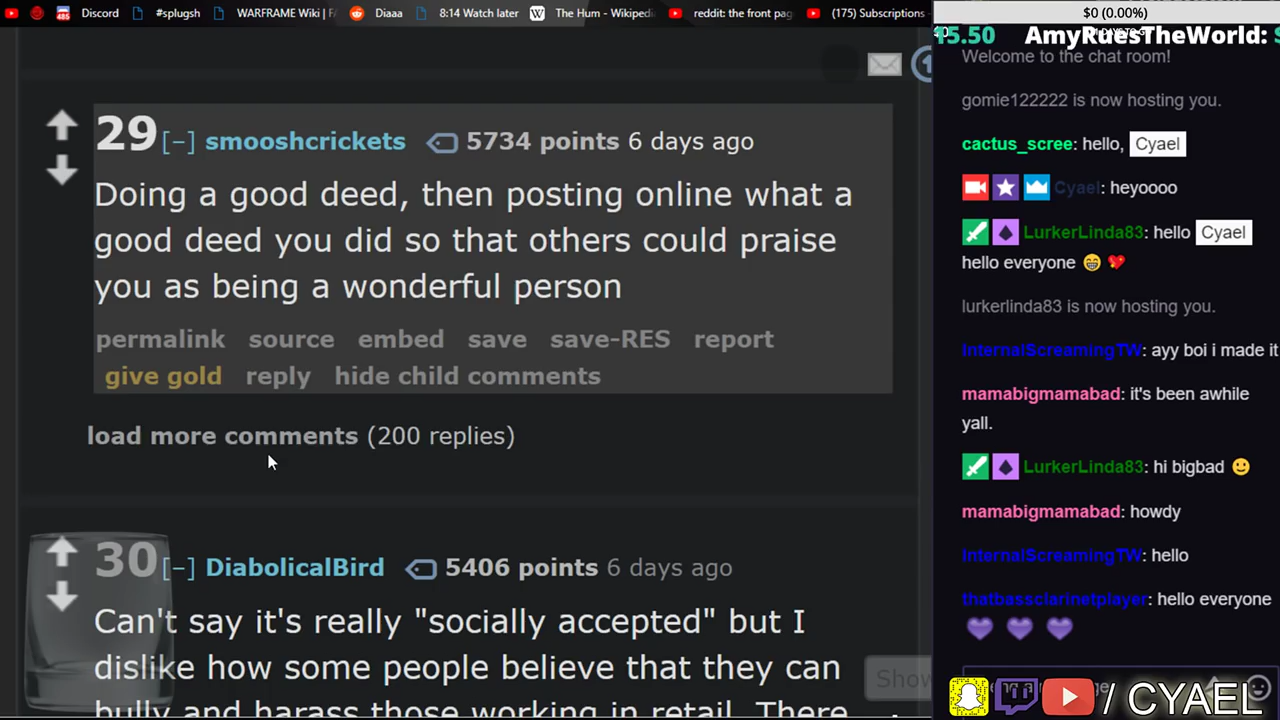 Discord
#splugsh
WARFRAME Wiki | FA
Diaaa
8:14 Watch later
The Hum - Wikipedi
reddit: the front pag
(175) Subscriptions -
29 [–] smooshcrickets 5734 points 6 days ago
Doing a good deed, then posting online what a
good deed you did so that others could praise
you as being a wonderful person
permalink source embed save save-RES report
give gold reply hide child comments
load more comments (200 replies)
30 [–] DiabolicalBird 5406 points 6 days ago
Can't say it's really "socially accepted" but I
dislike how some people believe that they can
bully and harass those working in retail. There
Show
$0 (0.00%)
15.50 AmyRuesTheWorld:
Welcome to the chat room!
gomie122222 is now hosting you.
cactus_scree: hello, Cyael
Cyael: heyoooo
LurkerLinda83: hello Cyael
hello everyone 😁 💖
lurkerlinda83 is now hosting you.
InternalScreamingTW: ayy boi i made it
mamabigmamabad: it's been awhile
yall.
LurkerLinda83: hi bigbad 🙂
mamabigmamabad: howdy
InternalScreamingTW: hello
thatbassclarinetplayer: hello everyone
💜 💜 💜
/ CYAEL